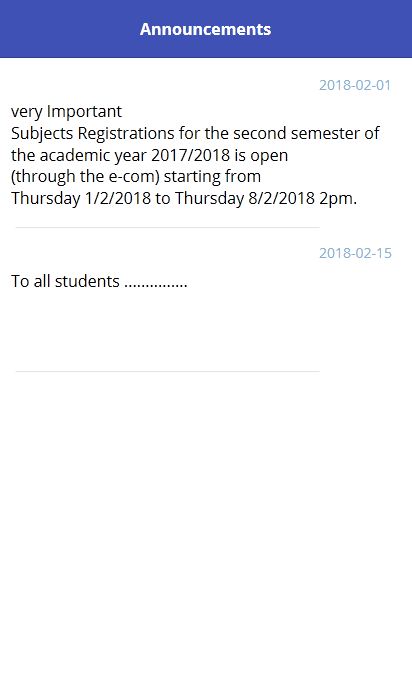 Announcements
2018-02-01
very Important
Subjects Registrations for the second semester of
the academic year 2017/2018 is open
(through the e-com) starting from
Thursday 1/2/2018 to Thursday 8/2/2018 2pm.
2018-02-15
To all students ...............